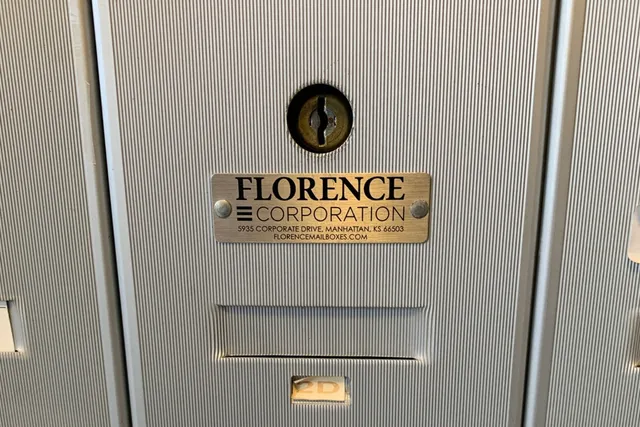 FLORENCE
CORPORATION
5935 CORPORATE DRIVE, MANHATTAN, KS 66503
FLORENCEMAILBOXES.COM
2D